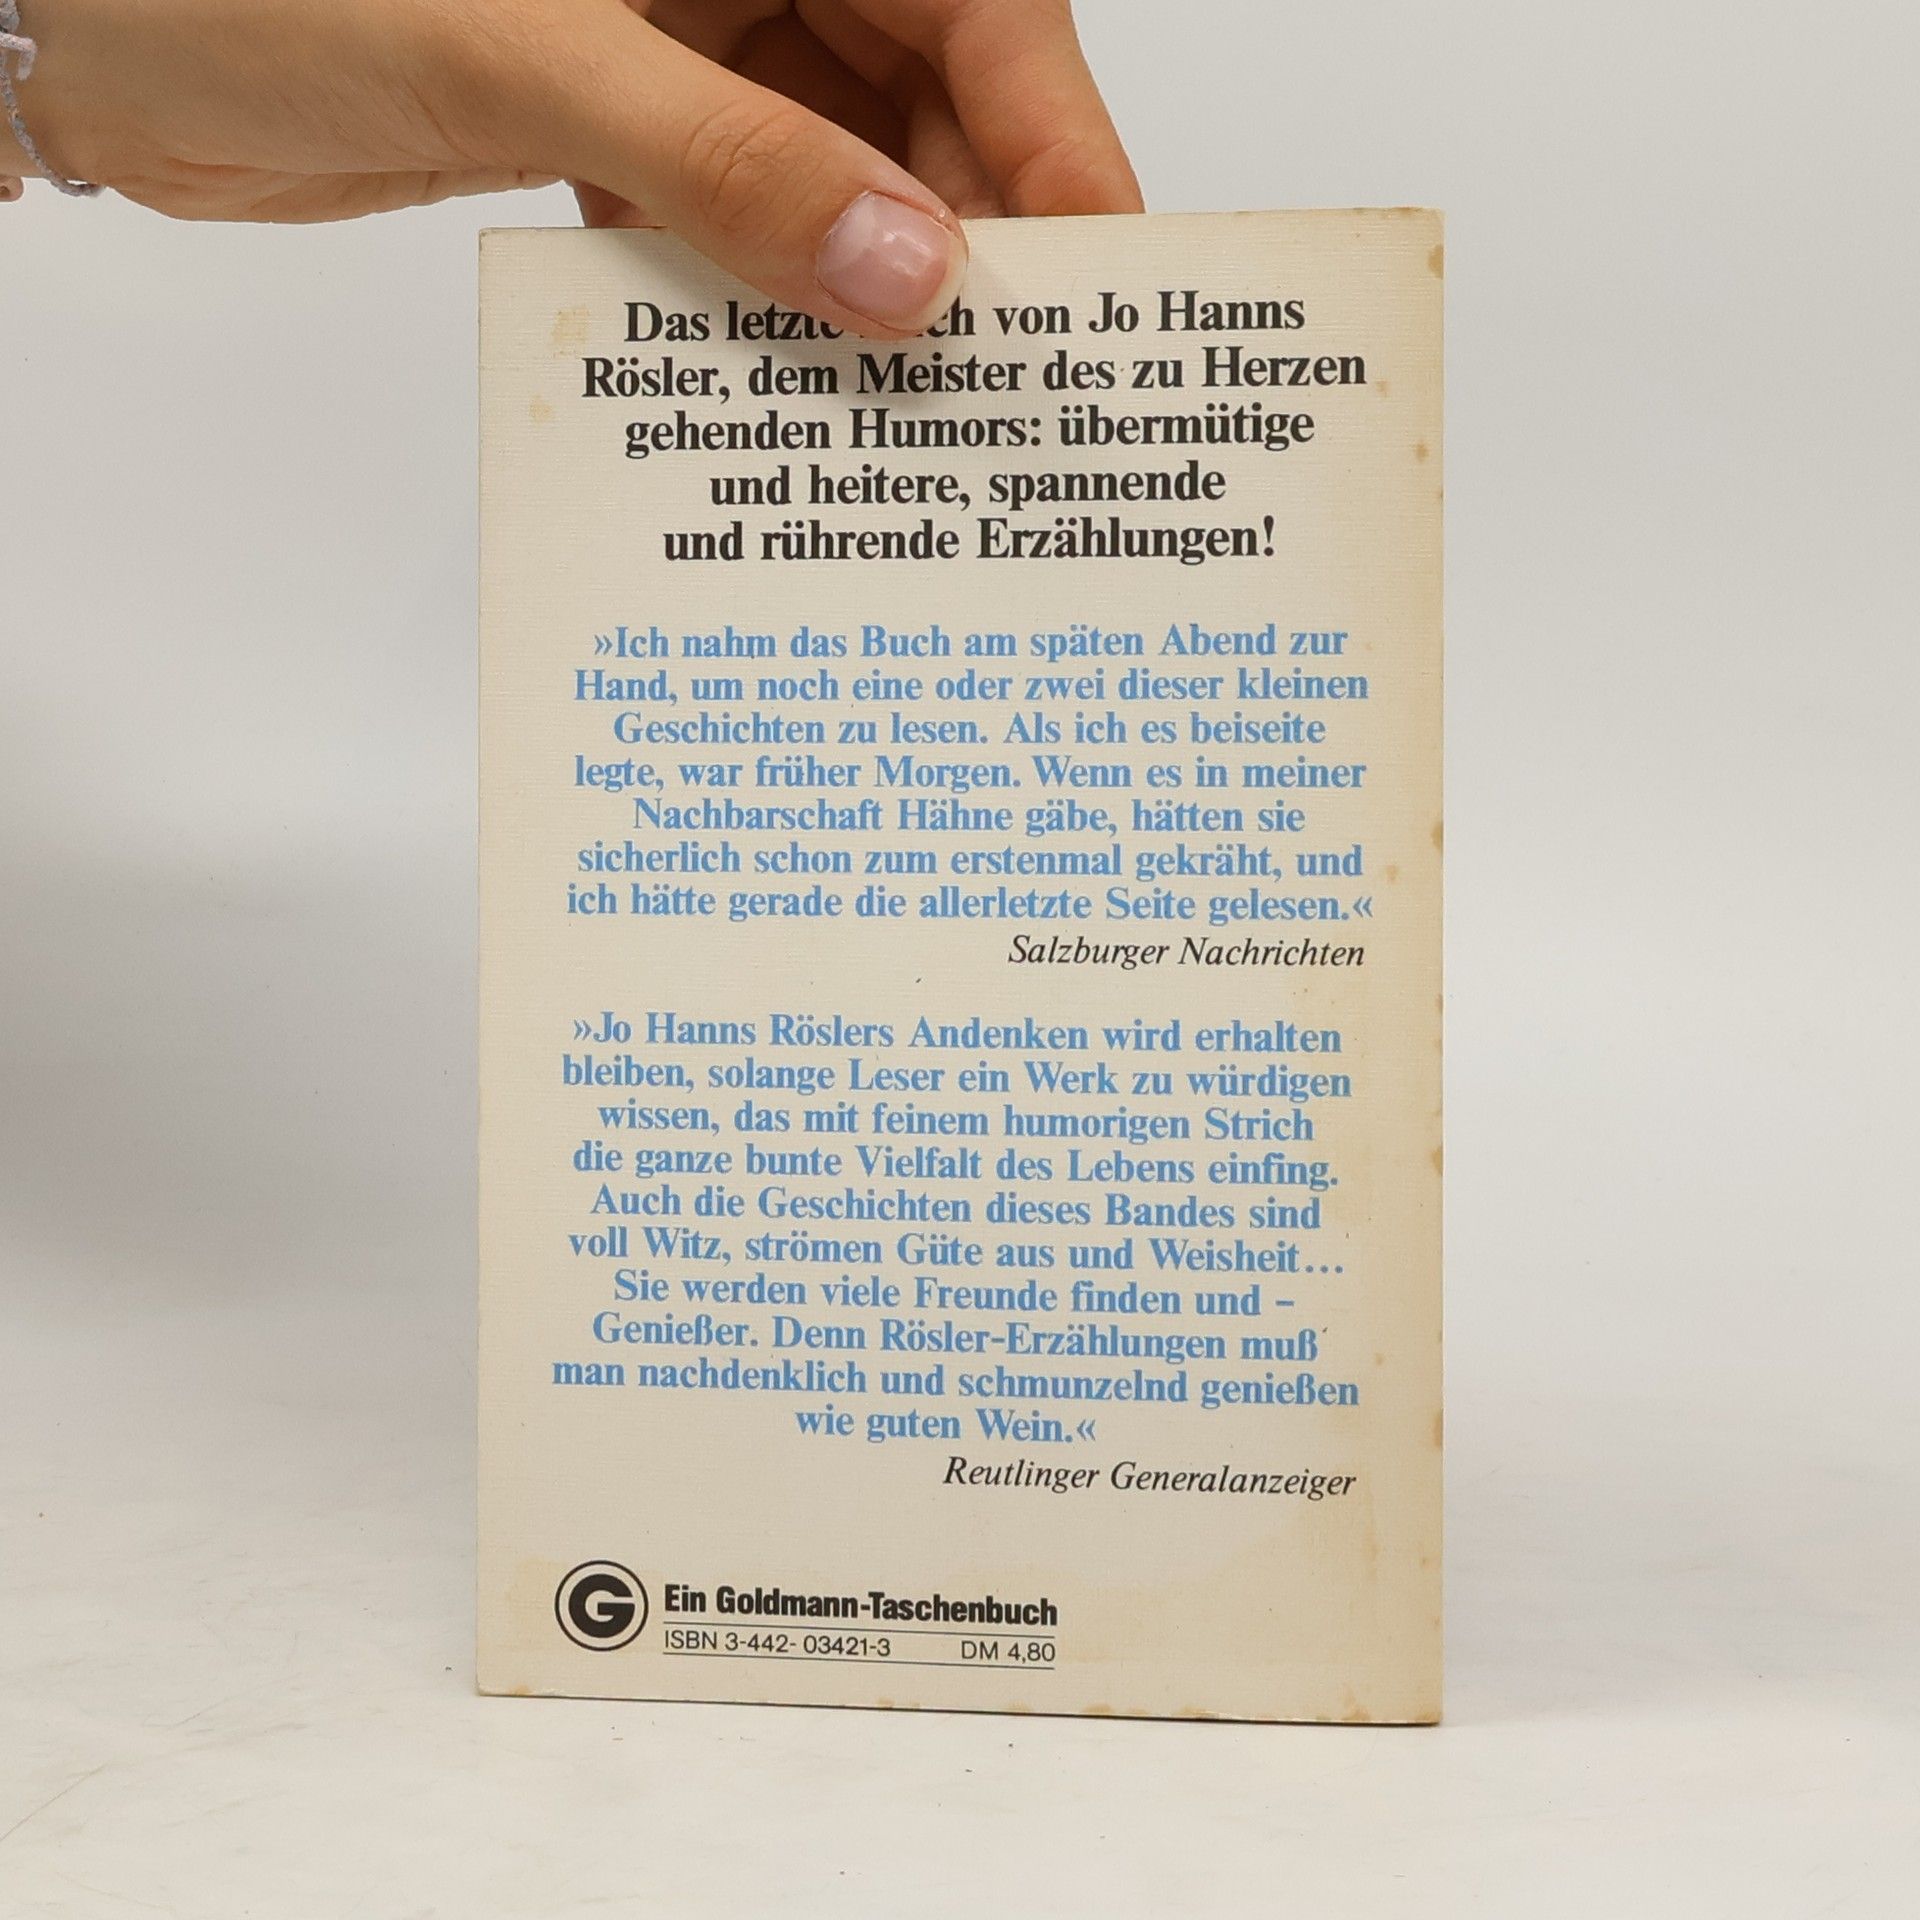 Das letzte von Jo Hanns
Rösler, dem Meister des zu Herzen
gehenden Humors: übermütige
und heitere, spannende
und rührende Erzählungen!
»Ich nahm das Buch am späten Abend zur
Hand, um noch eine oder zwei dieser kleinen
Geschichten zu lesen. Als ich es beiseite
legte, war früher Morgen. Wenn es in meiner
Nachbarschaft Hähne gäbe, hätten sie
sicherlich schon zum erstenmal gekräht, und
ich hätte gerade die allerletzte Seite gelesen.«
Salzburger Nachrichten
»Jo Hanns Röslers Andenken wird erhalten
bleiben, solange Leser ein Werk zu würdigen
wissen, das mit feinem humorigen Strich
die ganze bunte Vielfalt des Lebens einfing.
Auch die Geschichten dieses Bandes sind
voll Witz, strömen Güte aus und Weisheit...
Sie werden viele Freunde finden und –
Genießer. Denn Rösler-Erzählungen muß
man nachdenklich und schmunzelnd genießen
wie guten Wein.«
Reutlinger Generalanzeiger
G Ein Goldmann-Taschenbuch
ISBN 3-442- 03421-3 DM 4,80